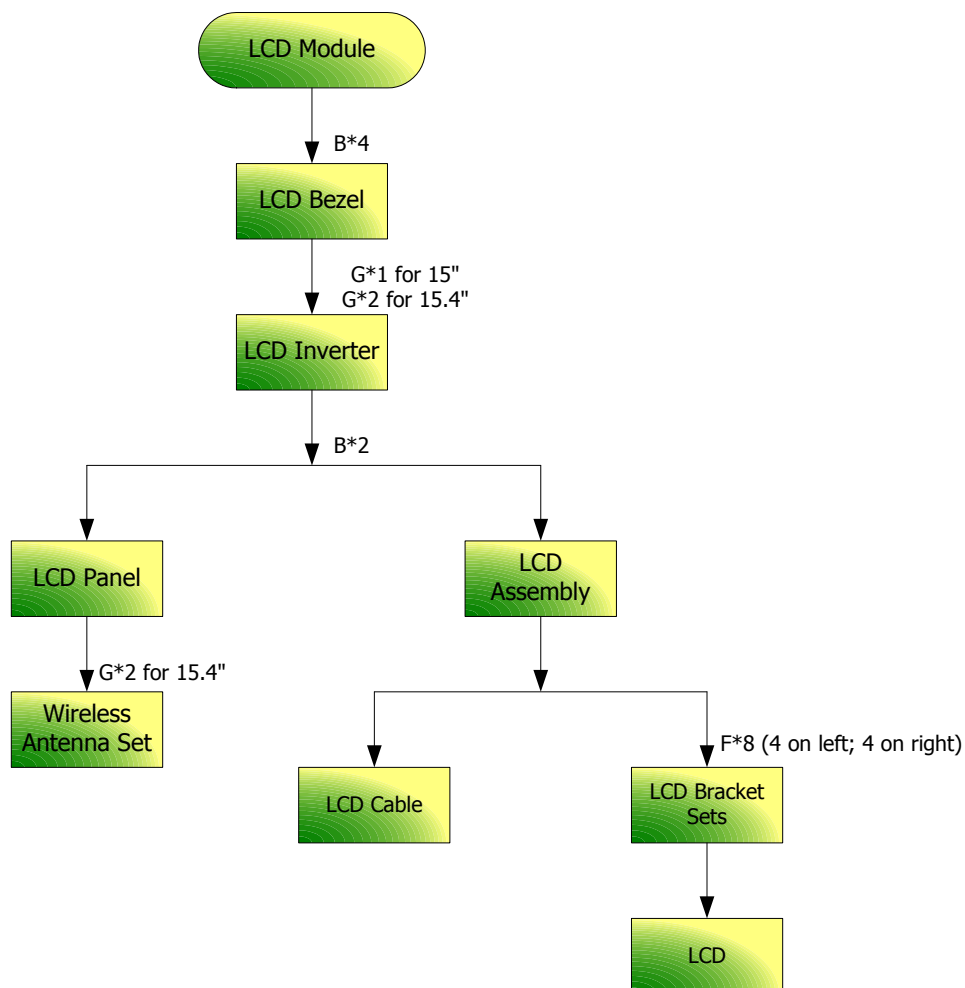 LCD Module
B*4
LCD Bezel
G*1 for 15"
G*2 for 15.4"
LCD Inverter
B*2
LCD Panel
LCD
Assembly
G*2 for 15.4"
Wireless
Antenna Set
F*8 (4 on left; 4 on right)
LCD Cable
LCD Bracket
Sets
LCD